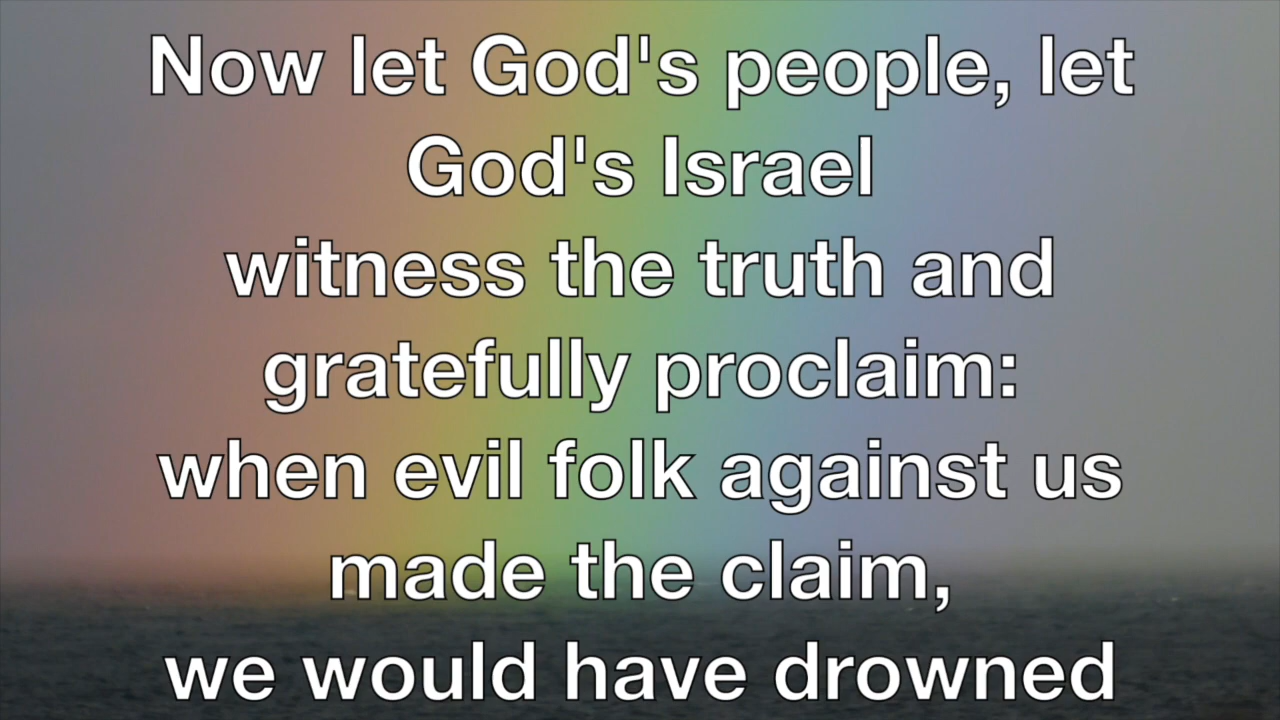 Now let God's people, let
God's Israel
witness the truth and
gratefully proclaim:
when evil folk against us
made the claim,
we would have drowned